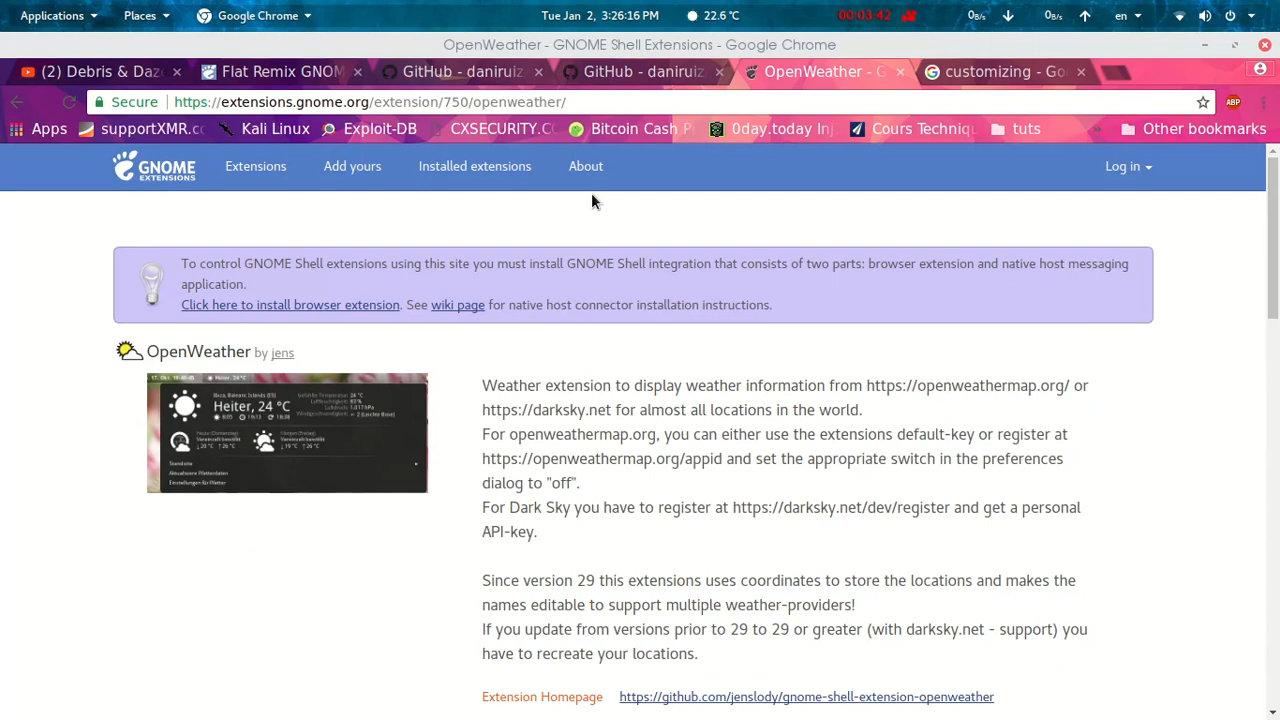 Applications Places Google Chrome Tue Jan 2, 3:26:16 PM 22.6 °C 00:03:42 0B/s 0B/s en
OpenWeather - GNOME Shell Extensions - Google Chrome
(2) Debris & Daz Flat Remix GNOM GitHub - daniruiz GitHub - daniruiz OpenWeather - G customizing - Go
Secure https://extensions.gnome.org/extension/750/openweather/ ABP
Apps supportXMR.c Kali Linux Exploit-DB CXSECURITY.C Bitcoin Cash P 0day.today Inj Cours Techniqu tuts Other bookmarks
GNOME EXTENSIONS Extensions Add yours Installed extensions About Log in
To control GNOME Shell extensions using this site you must install GNOME Shell integration that consists of two parts: browser extension and native host messaging
application.
Click here to install browser extension. See wiki page for native host connector installation instructions.
OpenWeather by jens
Heiter, 24 °C
Weather extension to display weather information from https://openweathermap.org/ or
https://darksky.net for almost all locations in the world.
For openweathermap.org, you can either use the extensions default-key or register at
https://openweathermap.org/appid and set the appropriate switch in the preferences
dialog to "off".
For Dark Sky you have to register at https://darksky.net/dev/register and get a personal
API-key.
Since version 29 this extensions uses coordinates to store the locations and makes the
names editable to support multiple weather-providers!
If you update from versions prior to 29 to 29 or greater (with darksky.net - support) you
have to recreate your locations.
Extension Homepage https://github.com/jenslody/gnome-shell-extension-openweather